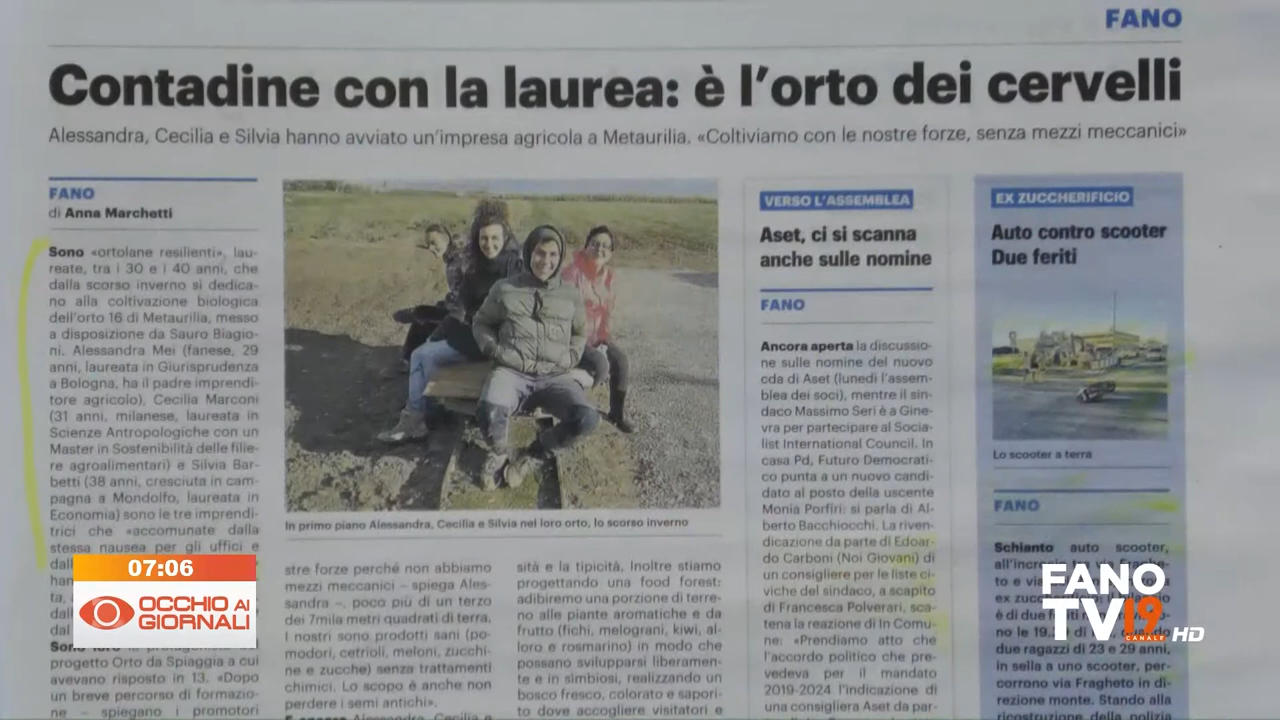 FANO
Contadine con la laurea: è l'orto dei cervelli
Alessandra, Cecilia e Silvia hanno avviato un'impresa agricola a Metaurilia. «Coltiviamo con le nostre forze, senza mezzi meccanici»
FANO
di Anna Marchetti
Sono «ortolane resilienti», lau-
reate, tra i 30 e i 40 anni, che
dalla scorso inverno si dedica-
no alla coltivazione biologica
dell'orto 16 di Metaurilia, messo
a disposizione da Sauro Biagio-
ni. Alessandra Mei (fanese, 29
anni, laureata in Giurisprudenza
a Bologna, ha il padre imprendi-
tore agricolo), Cecilia Marconi
(31 anni, milanese, laureata in
Scienze Antropologiche con un
Master in Sostenibilità delle filie-
re agroalimentari) e Silvia Bar-
betti (38 anni, cresciuta in cam-
pagna a Mondolfo, laureata in
Economia) sono le tre imprendi-
trici che «accomunate dalla
stessa nausea per gli uffici e
progetto Orto da Spiaggia a cui
avevano risposto in 13. «Dopo
un breve percorso di formazio-
ne – spiegano i promotori
In primo piano Alessandra, Cecilia e Silvia nel loro orto, lo scorso inverno
stre forze perché non abbiamo
mezzi meccanici – spiega Ales-
sandra –, poco più di un terzo
dei 7mila metri quadrati di terra.
I nostri sono prodotti sani (po-
modori, cetrioli, meloni, zucchi-
ne e zucche) senza trattamenti
chimici. Lo scopo è anche non
perdere i semi antichi».
Alessandra, Cecilia e
sità e la tipicità. Inoltre stiamo
progettando una food forest:
adibiremo una porzione di terre-
no alle piante aromatiche e da
frutto (fichi, melograni, kiwi, al-
loro e rosmarino) in modo che
possano svilupparsi liberamen-
te e in simbiosi, realizzando un
bosco fresco, colorato e sapori-
to dove accogliere visitatori e
VERSO L'ASSEMBLEA
Aset, ci si scanna
anche sulle nomine
FANO
Ancora aperta la discussio-
ne sulle nomine del nuovo
cda di Aset (lunedì l'assem-
blea dei soci), mentre il sin-
daco Massimo Seri è a Gine-
vra per partecipare al Socia-
list International Council. In
casa Pd, Futuro Democrati-
co punta a un nuovo candi-
dato al posto della uscente
Monia Porfiri: si parla di Al-
berto Bacchiocchi. La riven-
dicazione da parte di Edoar-
do Carboni (Noi Giovani) di
un consigliere per le liste ci-
viche del sindaco, a scapito
di Francesca Polverari, sca-
tena la reazione di In Comu-
ne: «Prendiamo atto che
l'accordo politico che pre-
vedeva per il mandato
2019-2024 l'indicazione di
una consigliera Aset da par-
EX ZUCCHERIFICIO
Auto contro scooter
Due feriti
Lo scooter a terra
FANO
Schianto auto scooter,
due ragazzi di 23 e 29 anni,
in sella a uno scooter, per-
correno via Fragheto in di-
rezione monte. Stando alla
ricostruzione della polizia
07:06
OCCHIO AI
GIORNALI
FANO
TV19
CANALE
HD